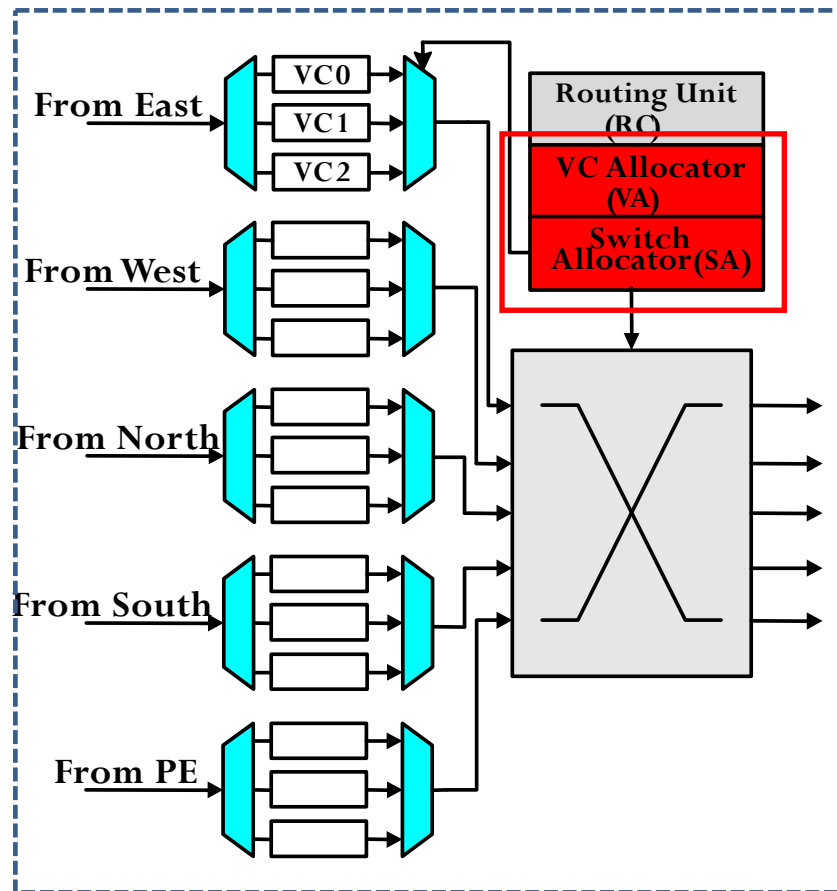 From East
VC0
VC1
VC2
Routing Unit
(RC)
VC Allocator
(VA)
Switch
Allocator(SA)
From West
From North
From South
From PE